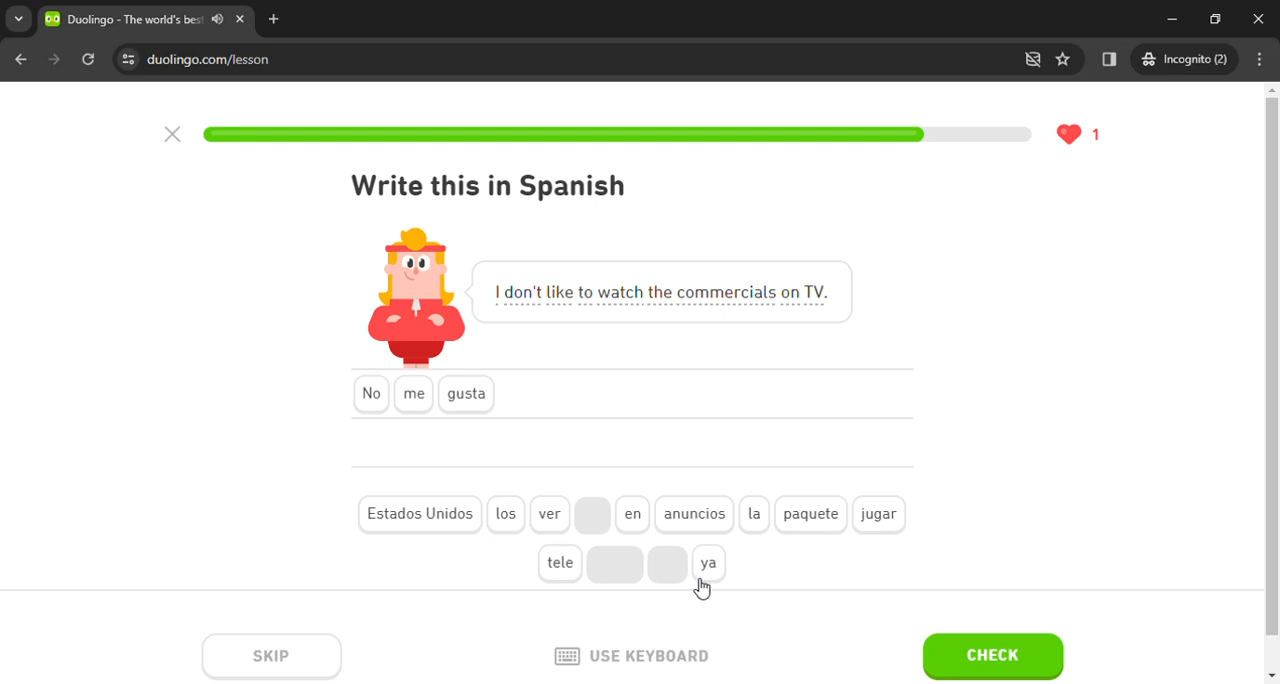 Duolingo - The world's bes
duolingo.com/lesson
Incognito (2)
1
Write this in Spanish
I don't like to watch the commercials on TV.
No me gusta
Estados Unidos los ver en anuncios la paquete jugar
tele ya
SKIP USE KEYBOARD CHECK